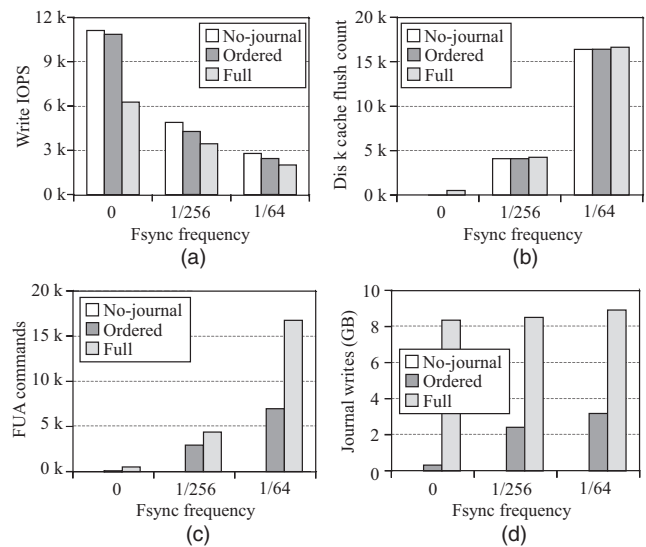 12 k
9 k
6 k
3 k
0 k
Write IOPS
No-journal
Ordered
Full
0 1/256 1/64
Fsync frequency
(a)
20 k
15 k
10 k
5 k
0 k
Dis k cache flush count
No-journal
Ordered
Full
0 1/256 1/64
Fsync frequency
(b)
20 k
15 k
10 k
5 k
0 k
FUA commands
No-journal
Ordered
Full
0 1/256 1/64
Fsync frequency
(c)
10
8
6
4
2
0
Journal writes (GB)
No-journal
Ordered
Full
0 1/256 1/64
Fsync frequency
(d)